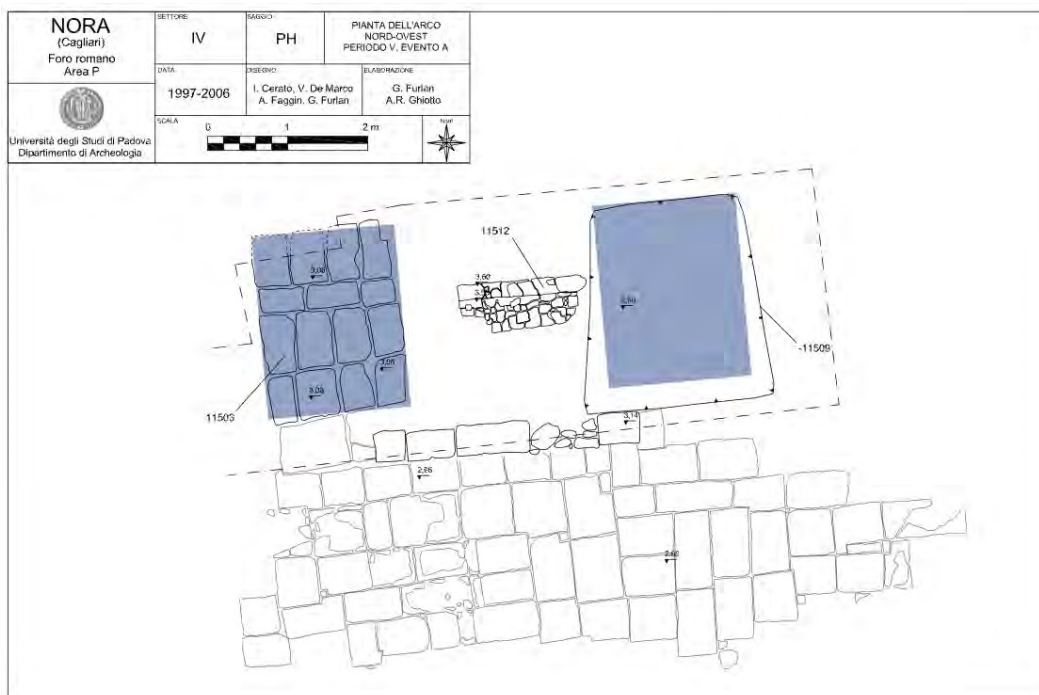 NORA
(Cagliari)
Foro romano
Area P
Università degli Studi di Padova
Dipartimento di Archeologia
SETTORE
IV
SAGGIO
PH
PIANTA DELL'ARCO
NORD-OVEST
PERIODO V, EVENTO A
DATA
1997-2006
DISEGNO
I. Cerato, V. De Marco
A. Faggin, G. Furlan
ELABORAZIONE
G. Furlan
A.R. Ghiotto
SCALA
0 1 2 m
11512
3,60
-11509
11503
3,14
2,86